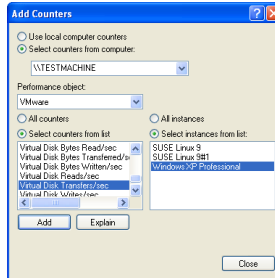 Add Counters
Use local computer counters
Select counters from computer:
\\TESTMACHINE
Performance object:
VMware
All counters
All instances
Select counters from list
Select instances from list:
Virtual Disk Bytes Read/sec
Virtual Disk Bytes Transferred/s
Virtual Disk Bytes Written/sec
Virtual Disk Reads/sec
Virtual Disk Transfers/sec
Virtual Disk Writes/sec
SUSE Linux 9
SUSE Linux 9#1
Windows XP Professional
Add
Explain
Close